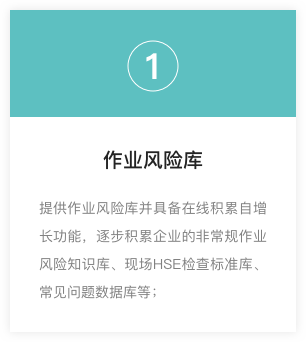 1
作业风险库
提供作业风险库并具备在线积累自增
长功能，逐步积累企业的非常规作业
风险知识库、现场HSE检查标准库、
常见问题数据库等；